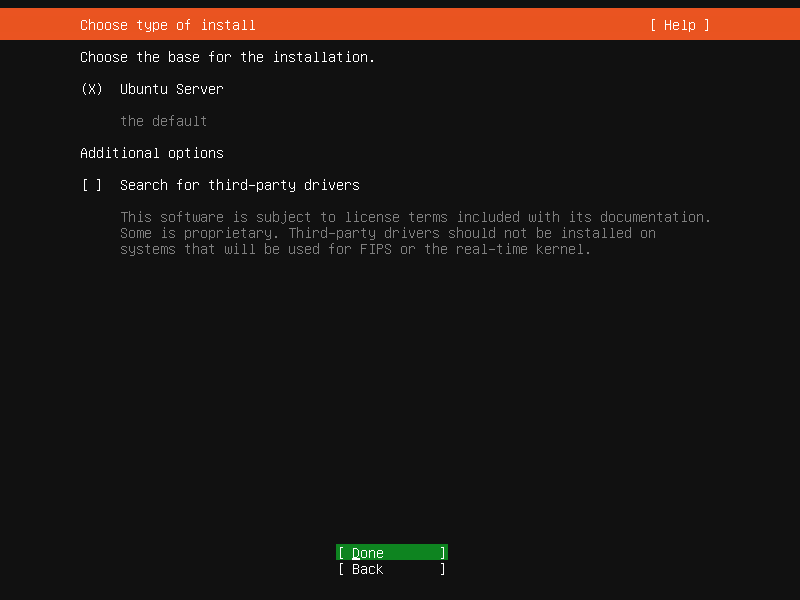 Choose type of install [ Help ]
Choose the base for the installation.
(X) Ubuntu Server
the default
Additional options
[ ] Search for third-party drivers
This software is subject to license terms included with its documentation.
Some is proprietary. Third-party drivers should not be installed on
systems that will be used for FIPS or the real-time kernel.
[ Done ]
[ Back ]